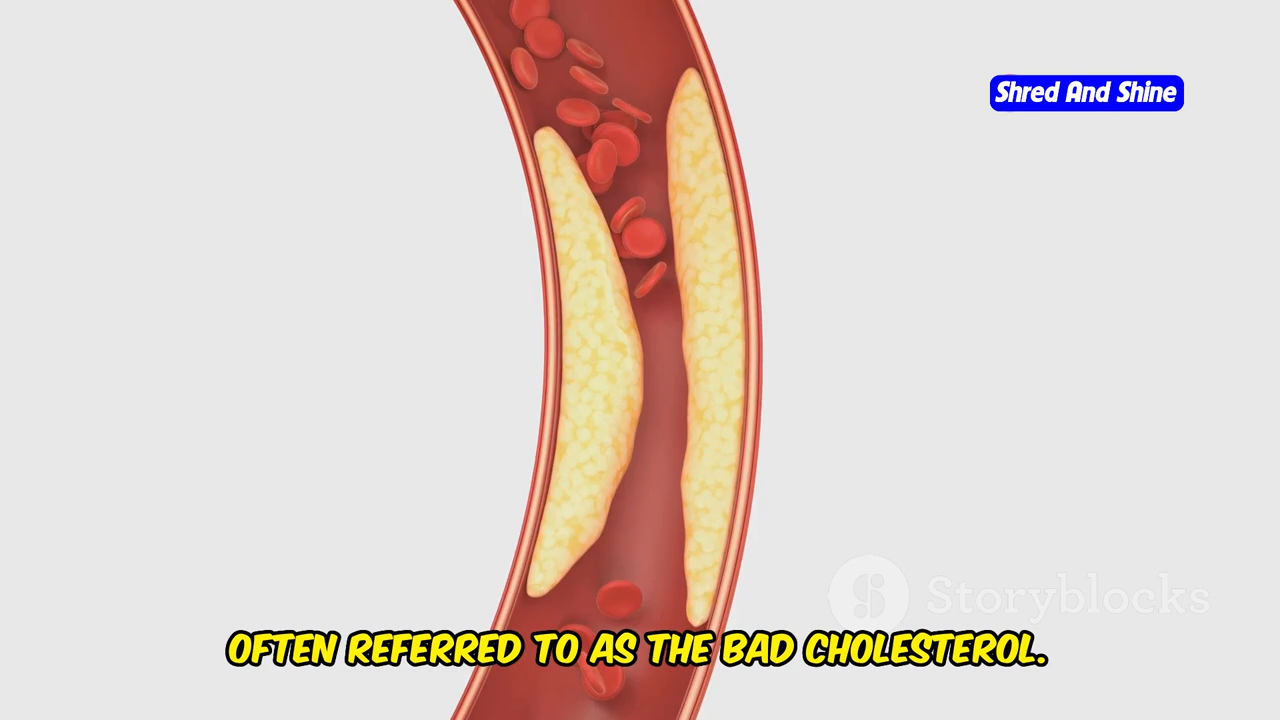 Shred And Shine
Storyblocks
OFTEN REFERRED TO AS THE BAD CHOLESTEROL.